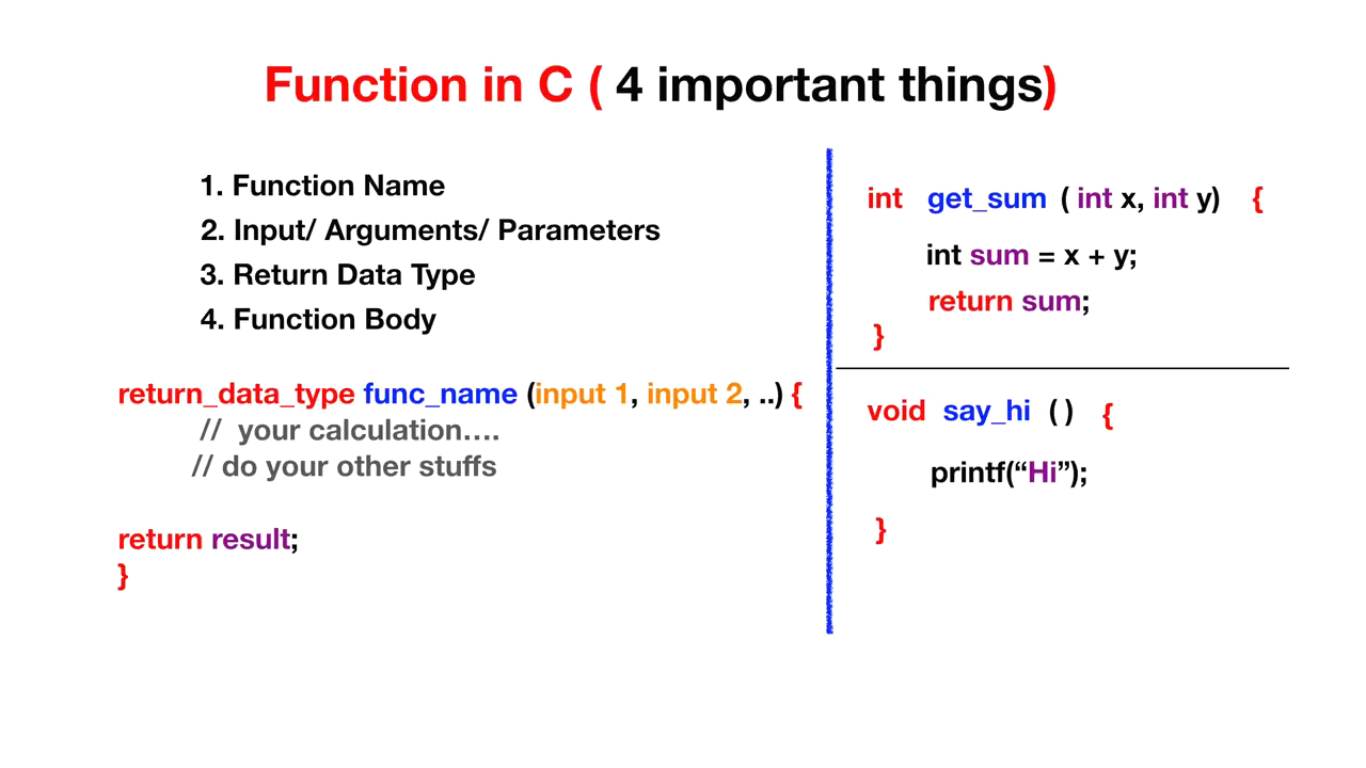 Function in C ( 4 important things)
1. Function Name
2. Input/ Arguments/ Parameters
3. Return Data Type
4. Function Body
return_data_type func_name (input 1, input 2, ..) {
// your calculation....
// do your other stuffs
return result;
}
int get_sum ( int x, int y) {
int sum = x + y;
return sum;
}
void say_hi ( ) {
printf(“Hi”);
}